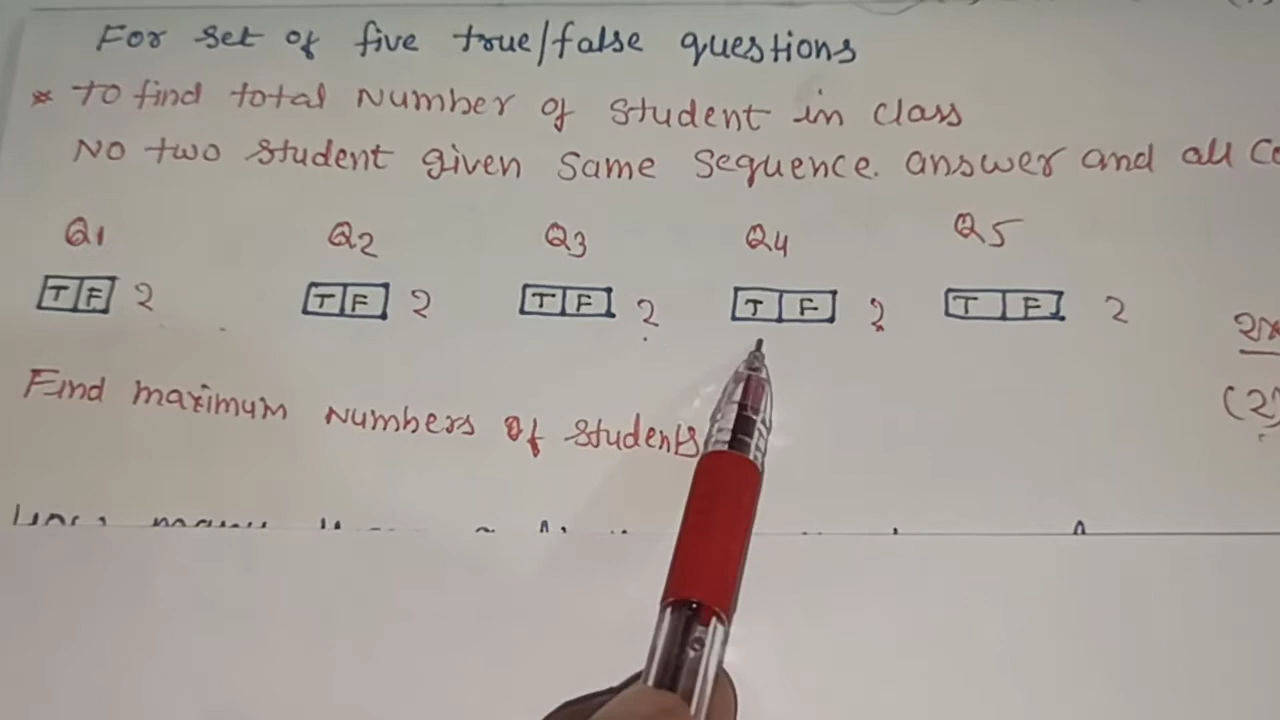 For set of five true/false questions
* To find total Number of student in class
No two student given same sequence. answer and all
Q1 Q2 Q3 Q4 Q5
T F 2 T F 2 T F 2 T F 2 T F 2
Find maximum Numbers of students
(2)